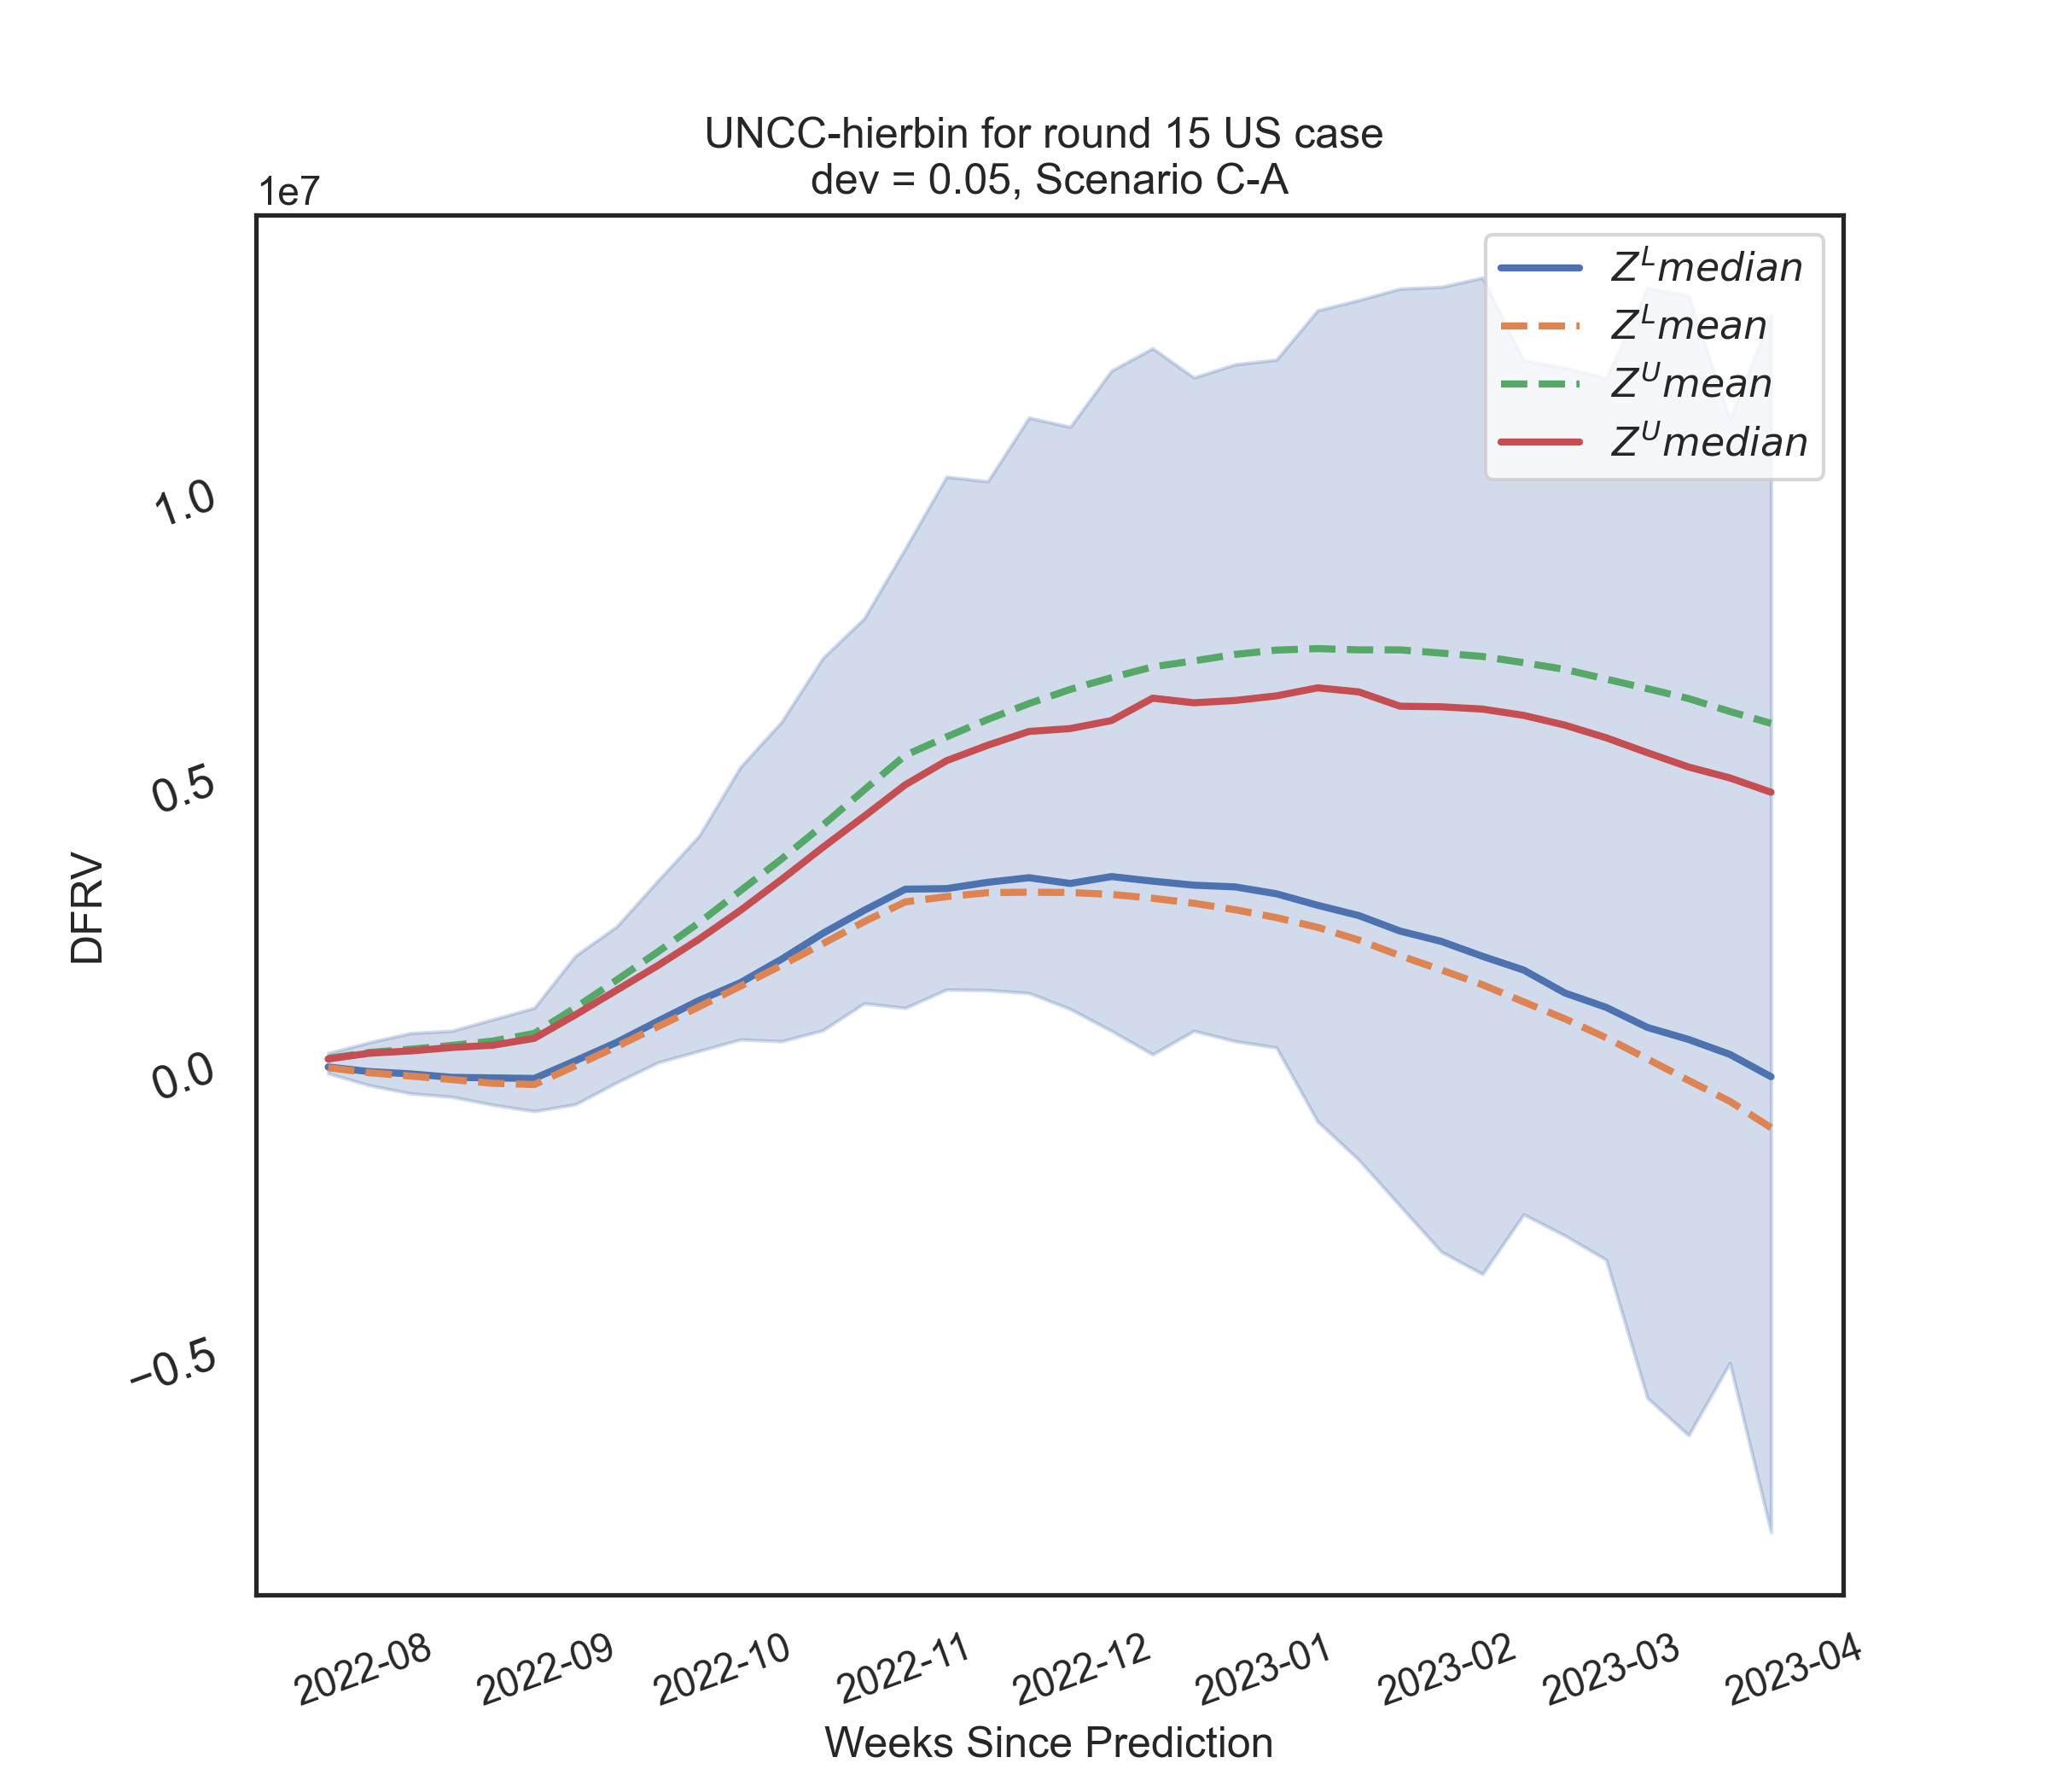 UNCC-hierbin for round 15 US case
dev = 0.05, Scenario C-A
1e7
Z^L median
Z^L mean
Z^U mean
Z^U median
1.0
0.5
0.0
−0.5
DFRV
2022-08 2022-09 2022-10 2022-11 2022-12 2023-01 2023-02 2023-03 2023-04
Weeks Since Prediction